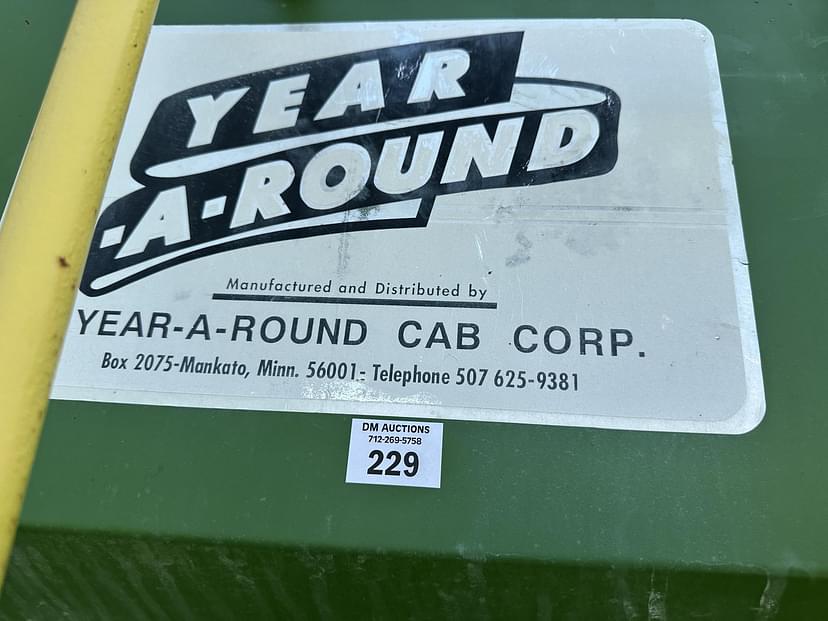 YEAR
-A-ROUND
Manufactured and Distributed by
YEAR-A-ROUND CAB CORP.
Box 2075-Mankato, Minn. 56001- Telephone 507 625-9381
DM AUCTIONS
712-269-5758
229